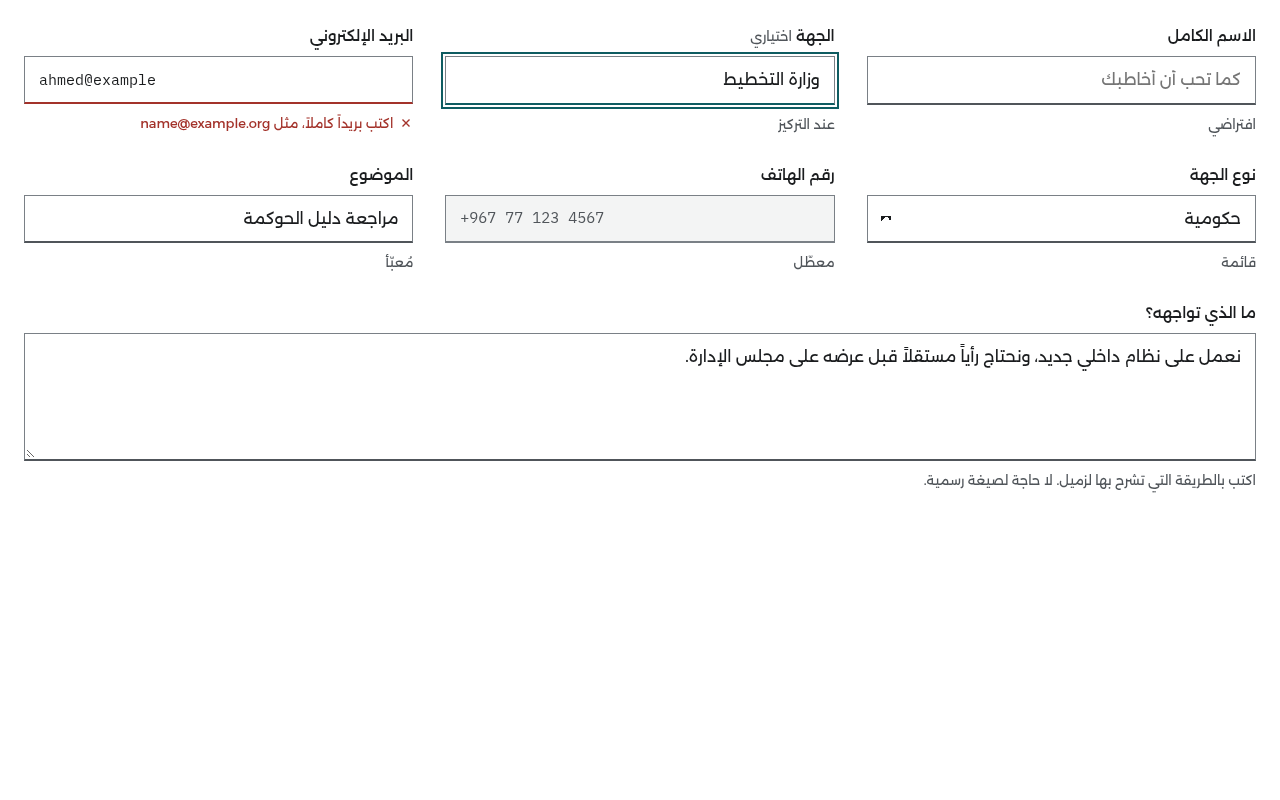 الاسم الكامل
كما تحب أن أخاطبك
افتراضي
الجهة اختياري
وزارة التخطيط
عند التركيز
البريد الإلكتروني
ahmed@example
✕ اكتب بريداً كاملاً، مثل name@example.org
نوع الجهة
حكومية
قائمة
رقم الهاتف
+967 77 123 4567
معطّل
الموضوع
مراجعة دليل الحوكمة
مُعبّأ
ما الذي تواجهه؟
نعمل على نظام داخلي جديد، ونحتاج رأياً مستقلاً قبل عرضه على مجلس الإدارة.
اكتب بالطريقة التي تشرح بها لزميل. لا حاجة لصيغة رسمية.